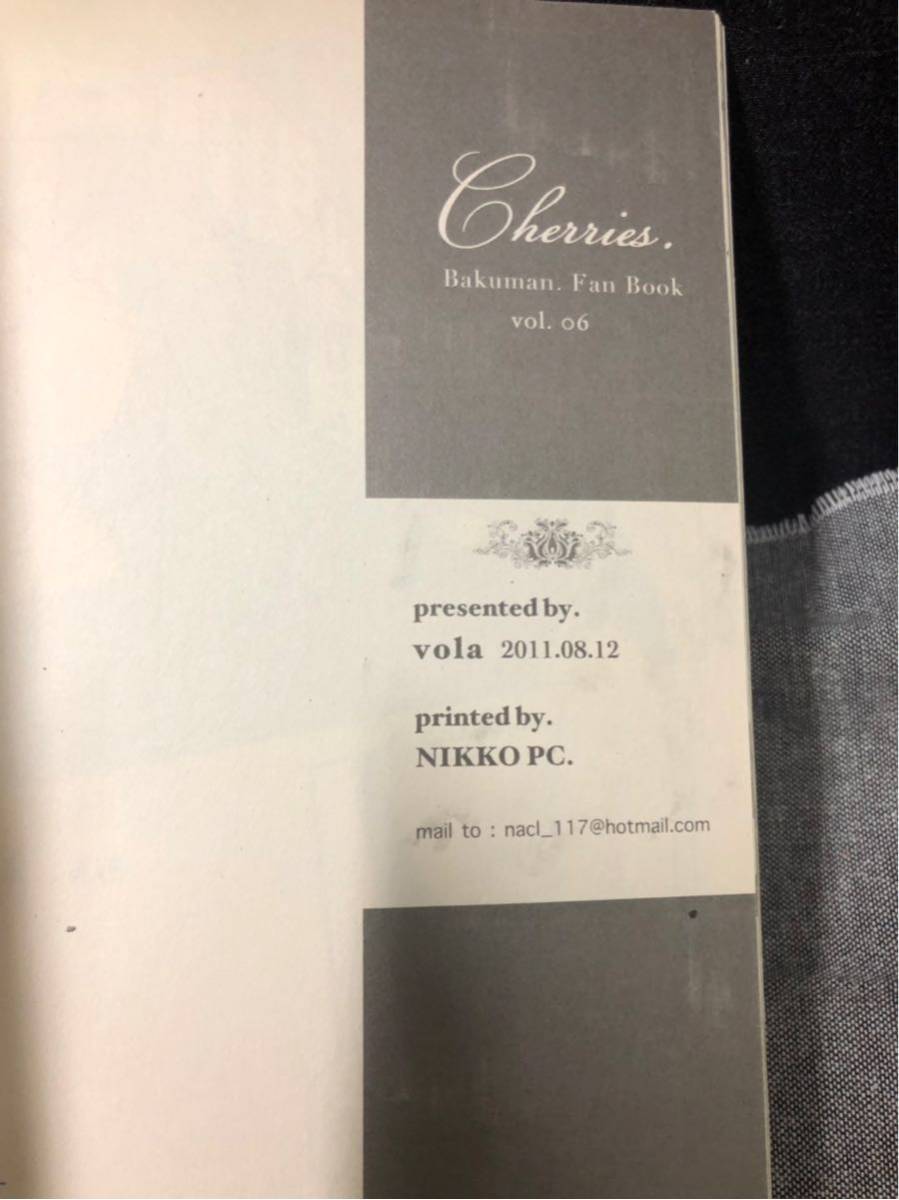 Cherries.
Bakuman. Fan Book
vol. 06
presented by.
vola 2011.08.12
printed by.
NIKKO PC.
mail to : nacl_117@hotmail.com